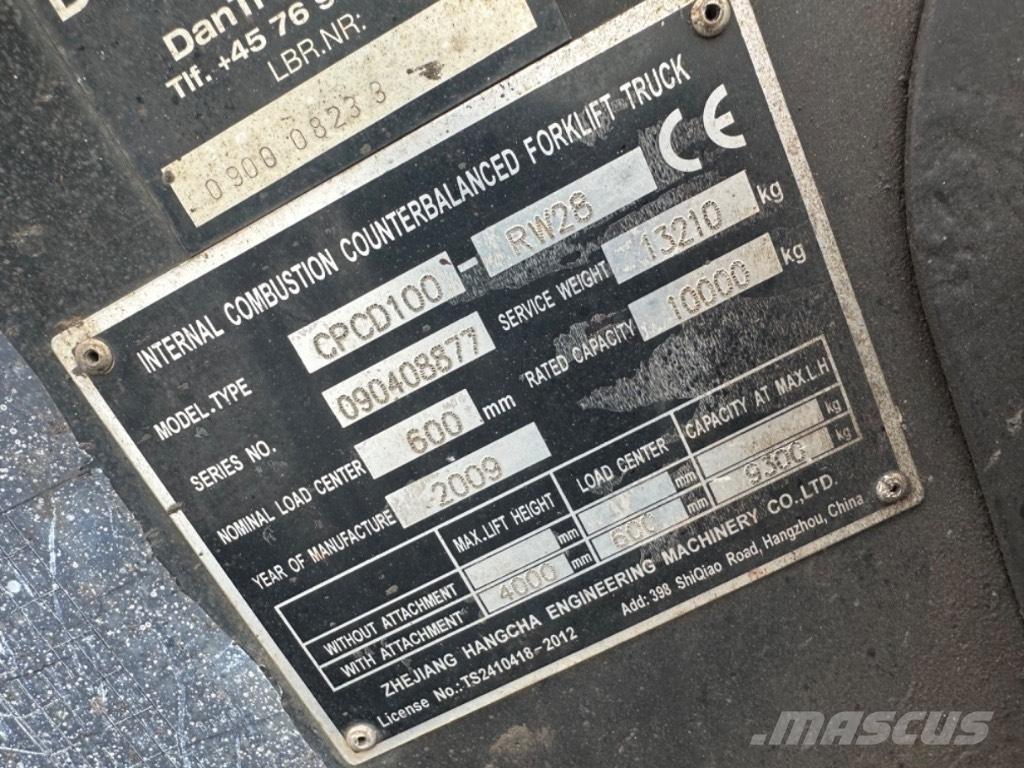 DanTr
Tlf. +45 76 9
LBR.NR:
0900 0823 3
INTERNAL COMBUSTION COUNTERBALANCED FORKLIFT TRUCK
CE
MODEL.TYPE CPCD100 - RW28
SERIES NO. 090408877 SERVICE WEIGHT 13210 kg
NOMINAL LOAD CENTER 600 mm RATED CAPACITY 10000 kg
YEAR OF MANUFACTURE 2009
MAX.LIFT HEIGHT LOAD CENTER CAPACITY AT MAX.L.H
WITHOUT ATTACHMENT mm mm kg
WITH ATTACHMENT 4000 mm 600 mm 9300 kg
ZHEJIANG HANGCHA ENGINEERING MACHINERY CO.,LTD.
License No.:TS2410418-2012 Add: 398 ShiQiao Road, Hangzhou, China
MASCUS